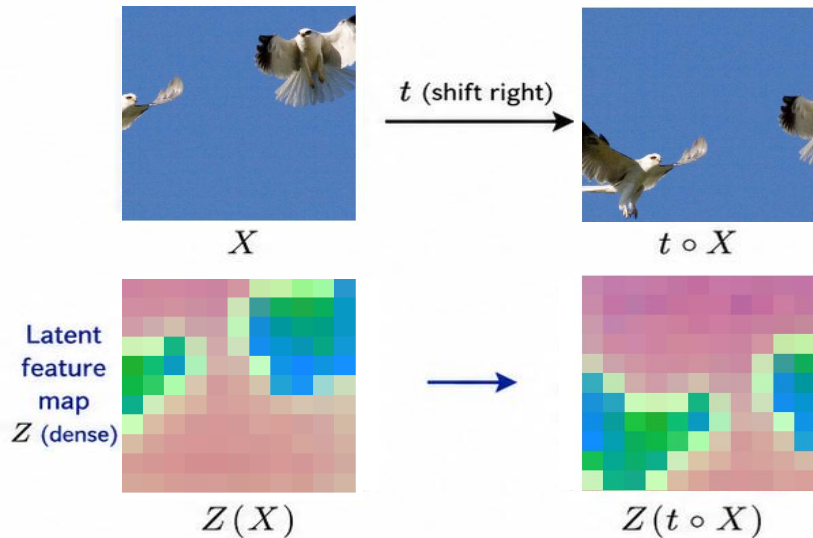 t (shift right)
X
t ∘ X
Latent
feature
map
Z (dense)
Z(X)
Z(t ∘ X)